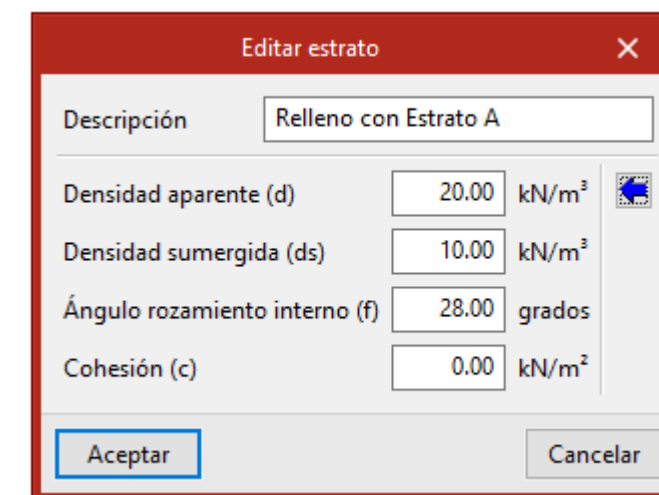 Editar estrato
Descripción Relleno con Estrato A
Densidad aparente (d) 20.00 kN/m³
Densidad sumergida (ds) 10.00 kN/m³
Ángulo rozamiento interno (f) 28.00 grados
Cohesión (c) 0.00 kN/m²
Aceptar Cancelar